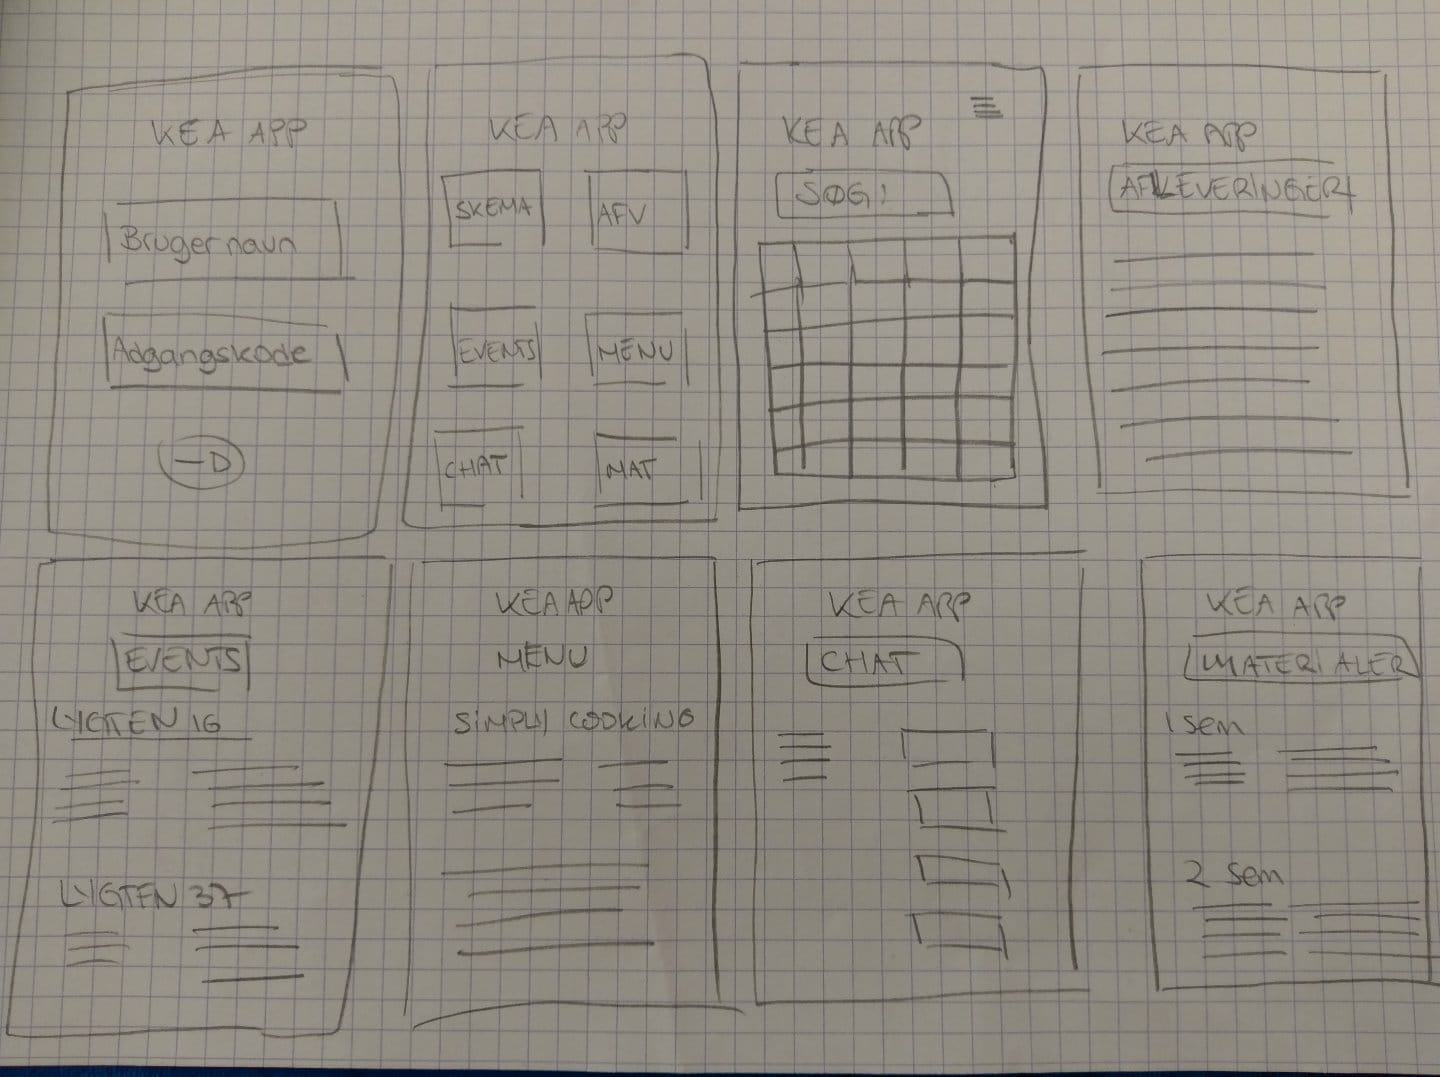 KEA APP
Brugernavn
Adgangskode
KEA APP
SKEMA
AFV
EVENTS
MENU
CHAT
MAT
KEA APP
SØG!
KEA APP
AFLEVERINGER
KEA APP
EVENTS
LYGTEN 16
LYGTEN 37
KEA APP
MENU
SIMPLY COOKING
KEA APP
CHAT
KEA APP
MATERIALER
1 sem
2 sem